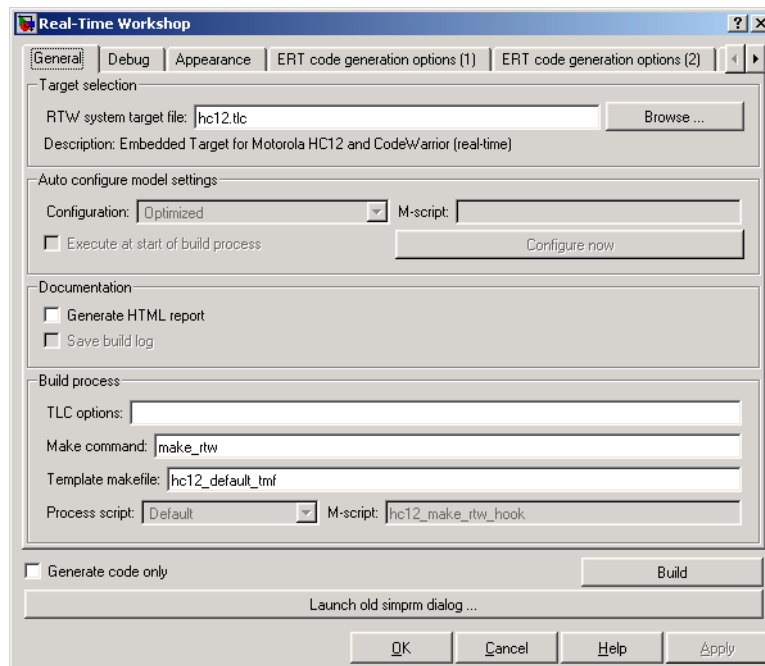 Real-Time Workshop
General Debug Appearance ERT code generation options (1) ERT code generation options (2)
Target selection
RTW system target file: hc12.tlc Browse ...
Description: Embedded Target for Motorola HC12 and CodeWarrior (real-time)
Auto configure model settings
Configuration: Optimized M-script:
Execute at start of build process Configure now
Documentation
Generate HTML report
Save build log
Build process
TLC options:
Make command: make_rtw
Template makefile: hc12_default_tmf
Process script: Default M-script: hc12_make_rtw_hook
Generate code only Build
Launch old simprm dialog ...
OK Cancel Help Apply